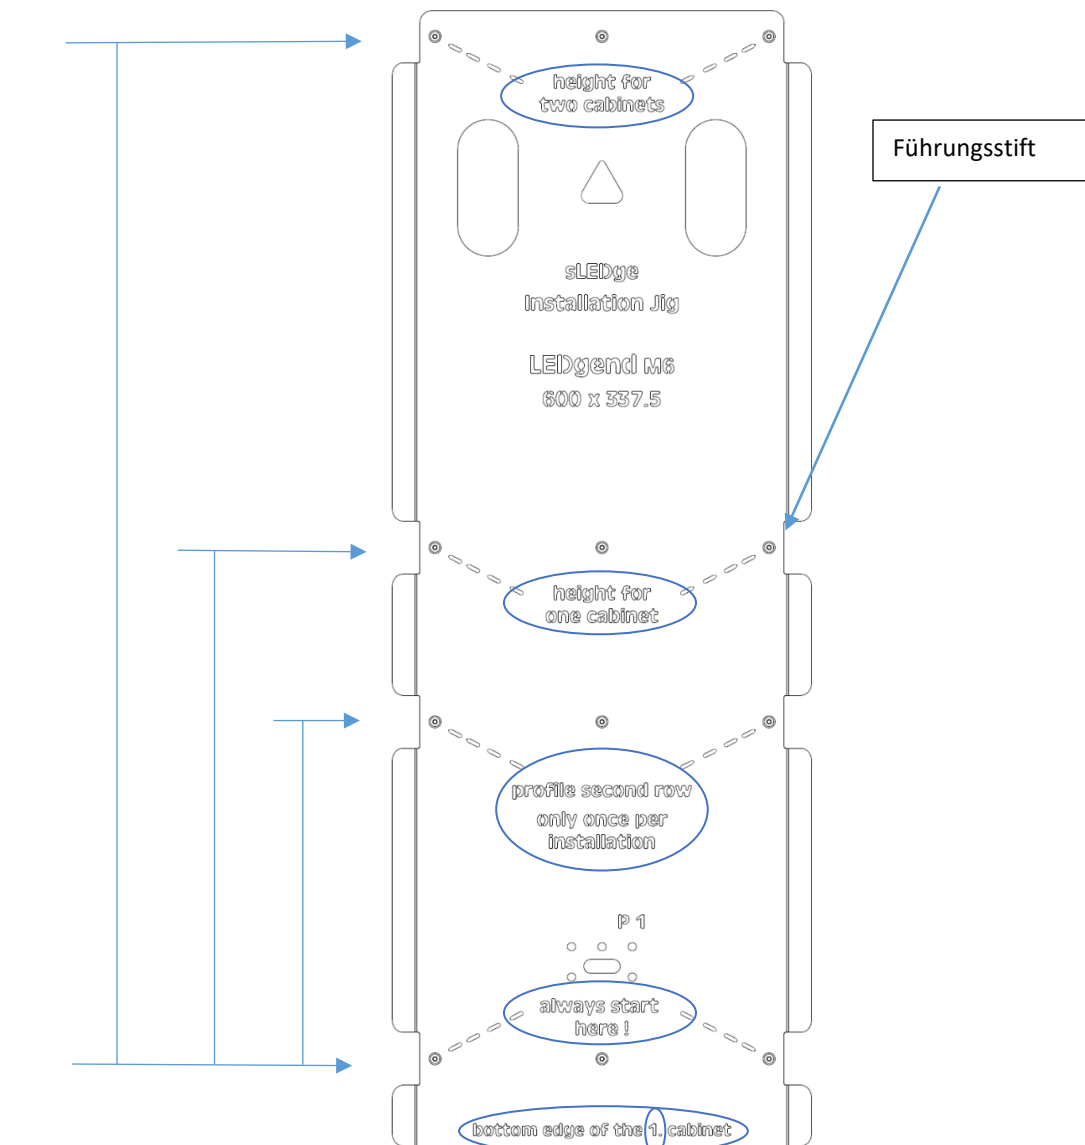 height for
two cabinets
Führungsstift
sLEDge
Installation Jig
LEDgend M6
600 x 337.5
height for
one cabinet
profile second row
only once per
installation
P 1
always start
here !
bottom edge of the 1. cabinet